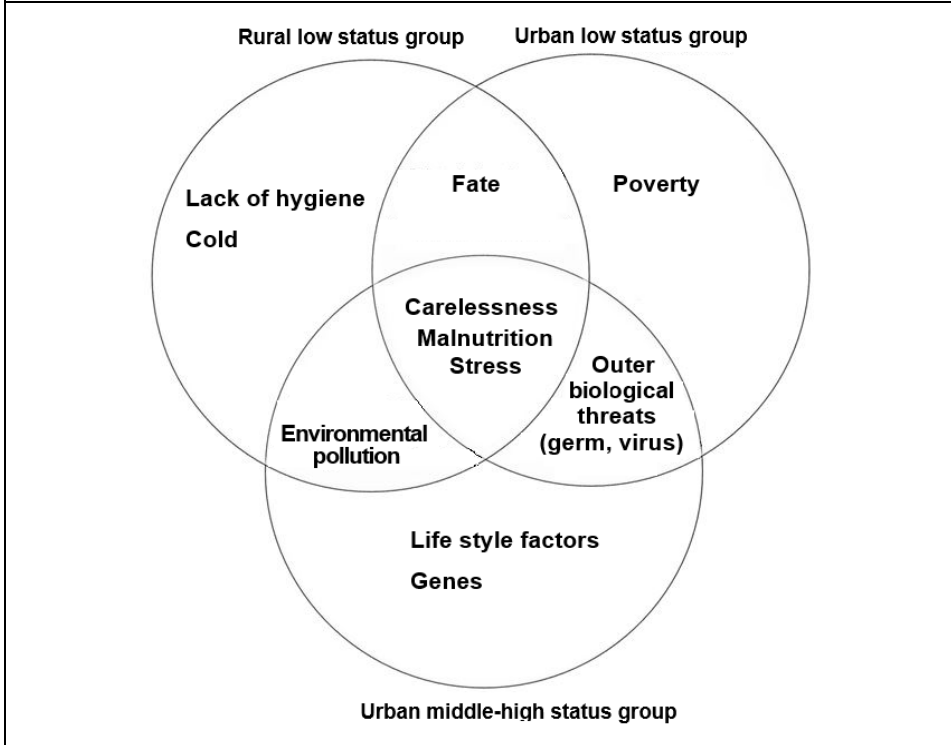 Rural low status group
Urban low status group
Lack of hygiene
Cold
Fate
Poverty
Carelessness
Malnutrition
Stress
Outer
biological
threats
(germ, virus)
Environmental
pollution
Life style factors
Genes
Urban middle-high status group